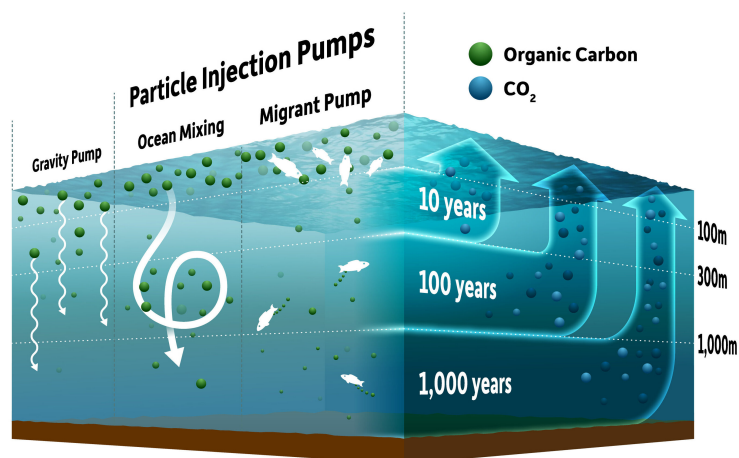 Particle Injection Pumps
Gravity Pump
Ocean Mixing
Migrant Pump
Organic Carbon
CO₂
10 years
100 years
1,000 years
100m
300m
1,000m